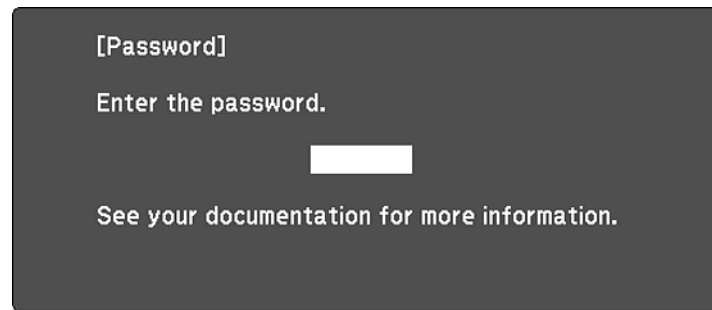 [Password]
Enter the password.
See your documentation for more information.